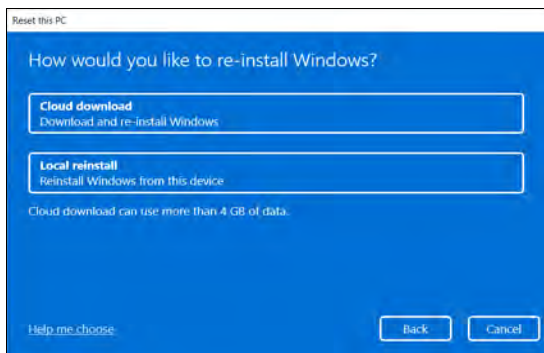 Reset this PC
How would you like to re-install Windows?
Cloud download
Download and re-install Windows
Local reinstall
Reinstall Windows from this device
Cloud download can use more than 4 GB of data.
Help me choose
Back
Cancel